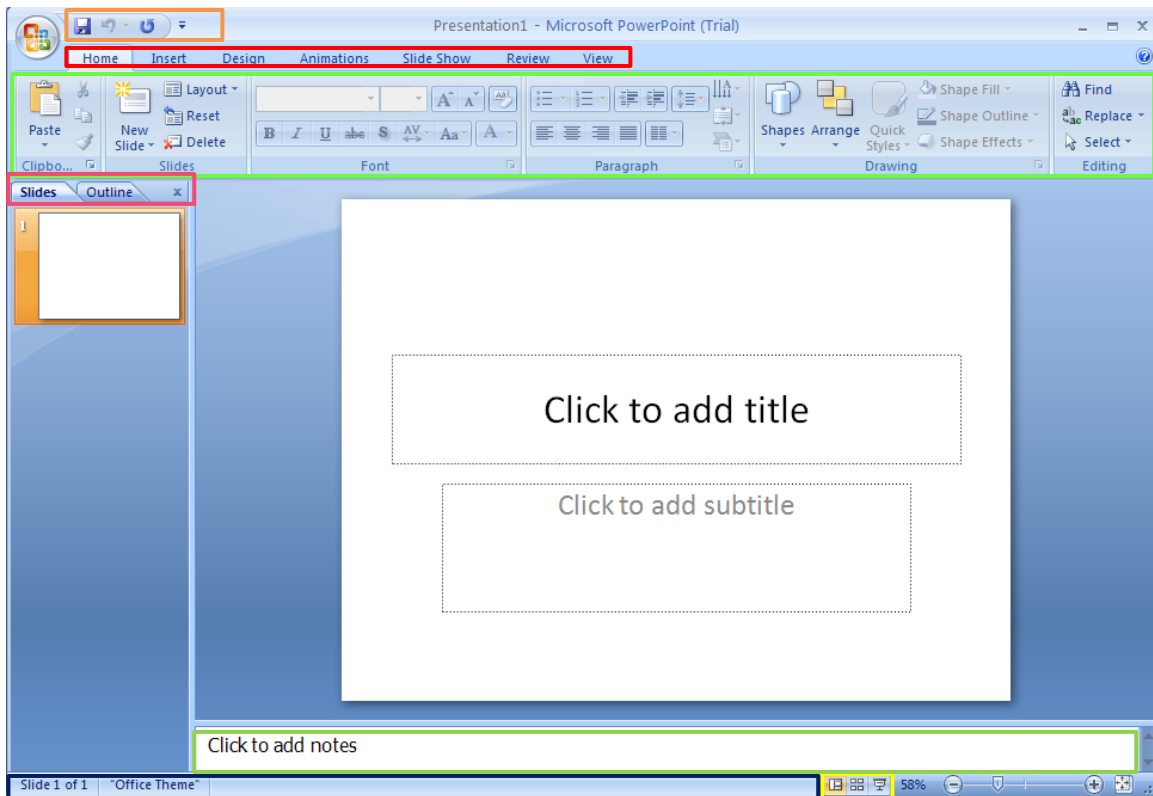 Presentation1 - Microsoft PowerPoint (Trial)
Home Insert Design Animations Slide Show Review View
Paste
New Slide
Layout
Reset
Delete
B I U abc S AV Aa A
A A
Shapes Arrange Quick Styles
Shape Fill
Shape Outline
Shape Effects
Find
Replace
Select
Clipbo... Slides Font Paragraph Drawing Editing
Slides Outline x
1
Click to add title
Click to add subtitle
Click to add notes
Slide 1 of 1 "Office Theme" 58%